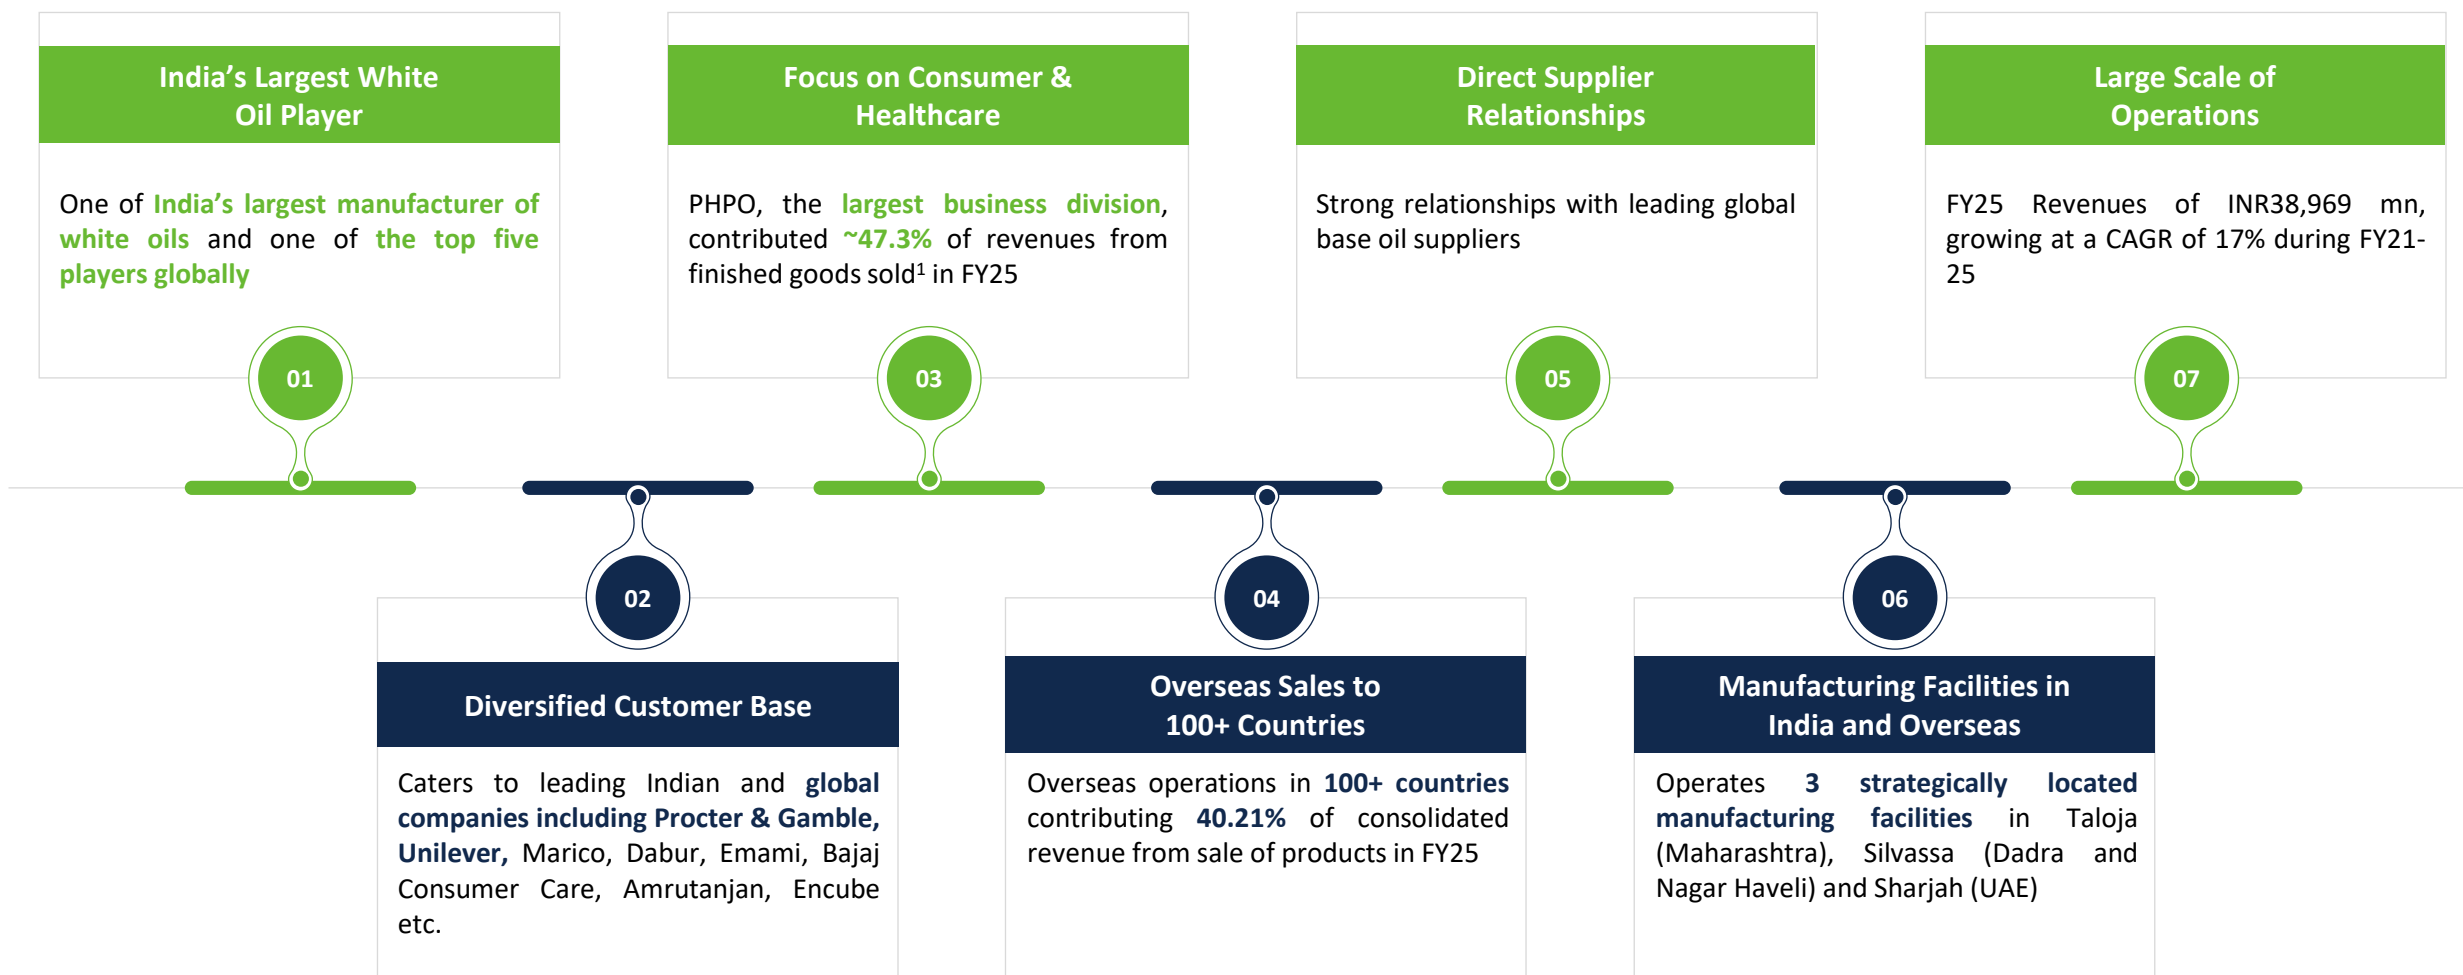 India’s Largest White
Oil Player
One of India’s largest manufacturer of
white oils and one of the top five
players globally
01
Diversified Customer Base
Caters to leading Indian and global
companies including Procter & Gamble,
Unilever, Marico, Dabur, Emami, Bajaj
Consumer Care, Amrutanjan, Encube
etc.
02
Focus on Consumer &
Healthcare
PHPO, the largest business division,
contributed ~47.3% of revenues from
finished goods sold¹ in FY25
03
Overseas Sales to
100+ Countries
Overseas operations in 100+ countries
contributing 40.21% of consolidated
revenue from sale of products in FY25
04
Direct Supplier
Relationships
Strong relationships with leading global
base oil suppliers
05
Manufacturing Facilities in
India and Overseas
Operates 3 strategically located
manufacturing facilities in Taloja
(Maharashtra), Silvassa (Dadra and
Nagar Haveli) and Sharjah (UAE)
06
Large Scale of
Operations
FY25 Revenues of INR38,969 mn,
growing at a CAGR of 17% during FY21-
25
07